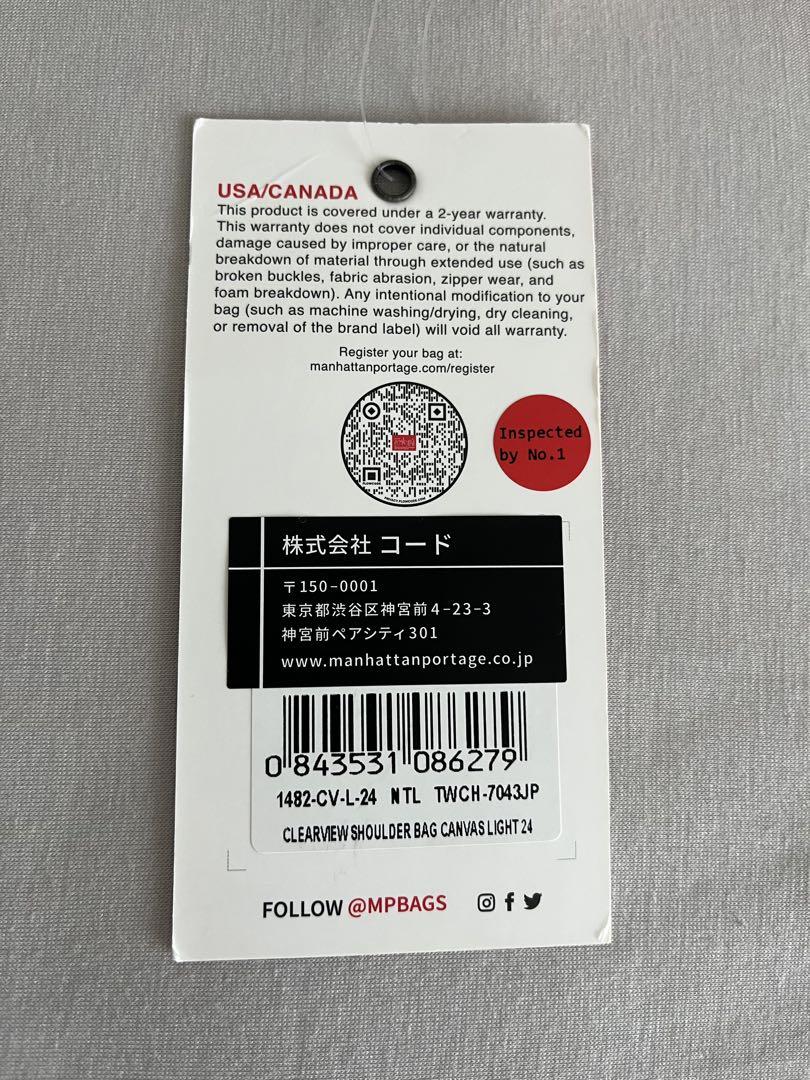 USA/CANADA
This product is covered under a 2-year warranty.
This warranty does not cover individual components,
damage caused by improper care, or the natural
breakdown of material through extended use (such as
broken buckles, fabric abrasion, zipper wear, and
foam breakdown). Any intentional modification to your
bag (such as machine washing/drying, dry cleaning,
or removal of the brand label) will void all warranty.
Register your bag at:
manhattanportage.com/register
Inspected
by No.1
株式会社 コード
〒150-0001
東京都渋谷区神宮前4-23-3
神宮前ペアシティ301
www.manhattanportage.co.jp
0 843531 086279
1482-CV-L-24 NTL TWCH-7043JP
CLEARVIEW SHOULDER BAG CANVAS LIGHT 24
FOLLOW @MPBAGS